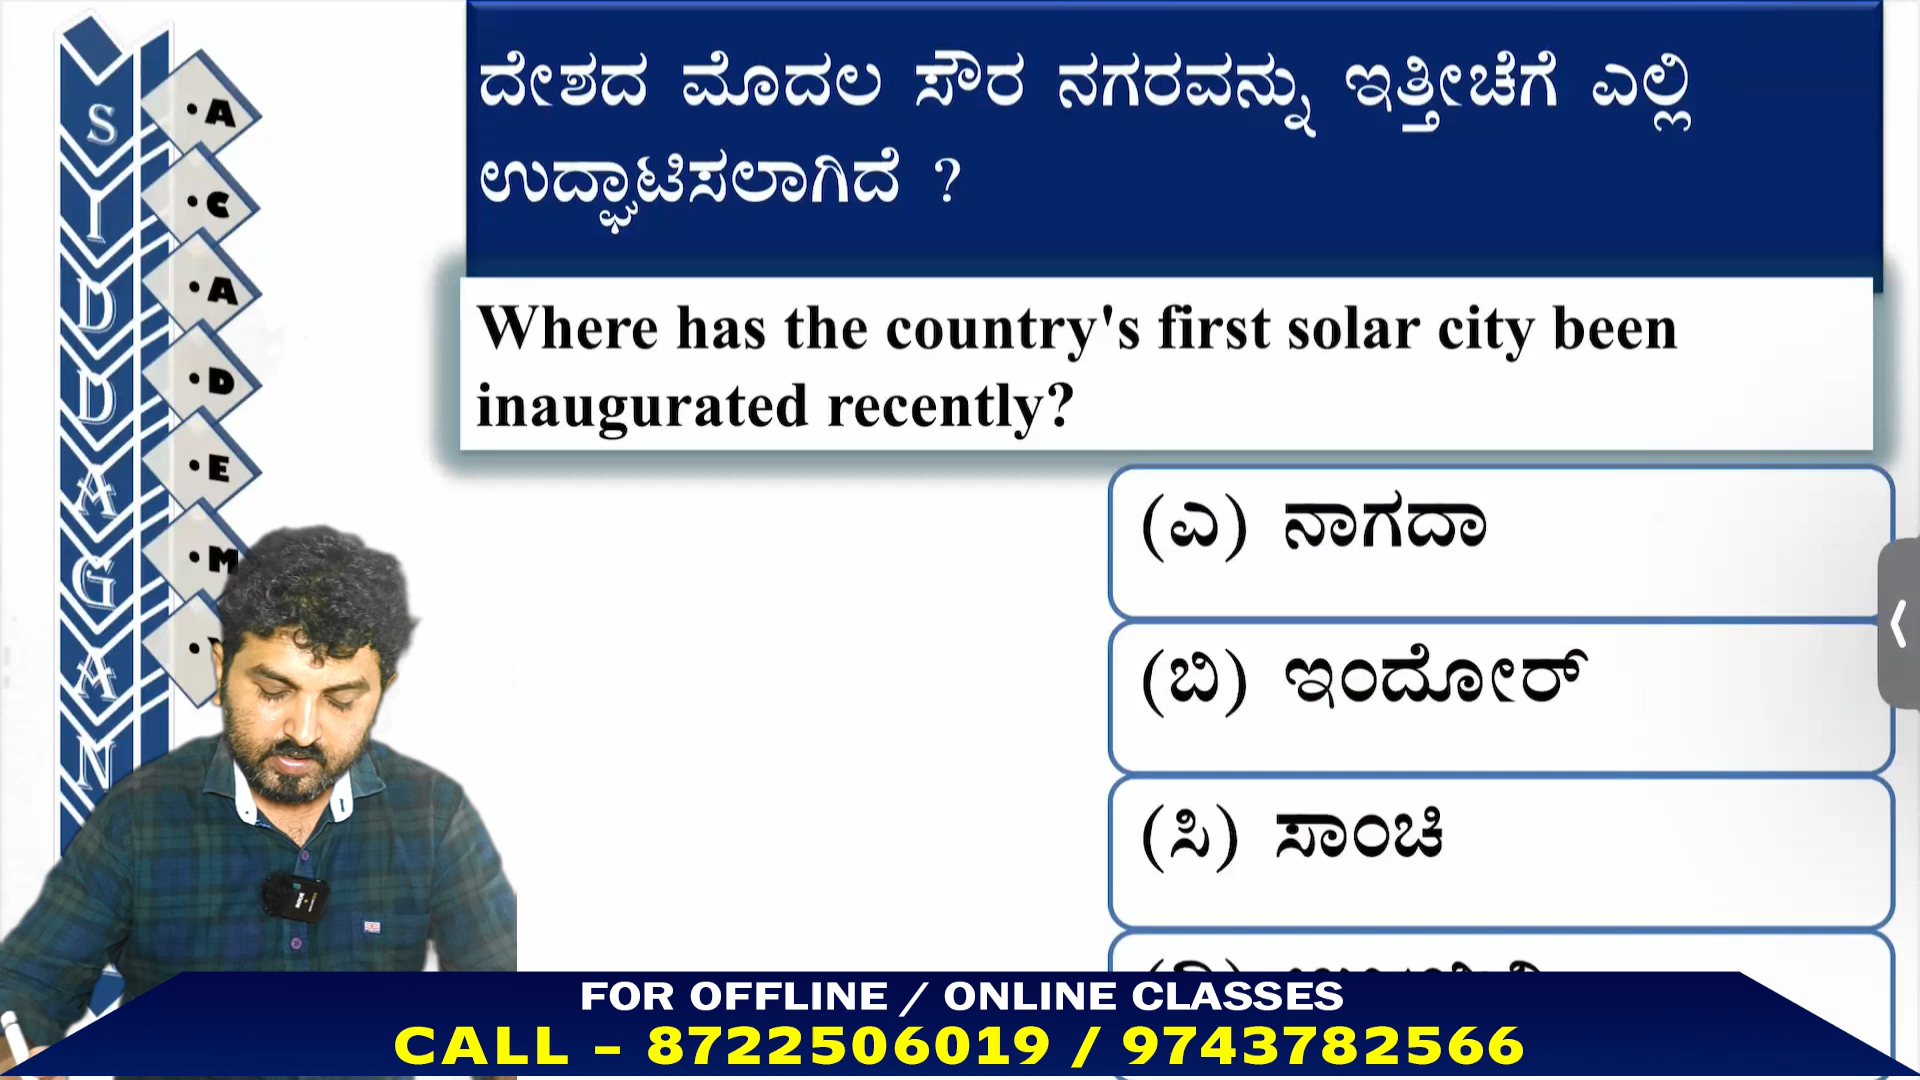 SYDDAGAN
• A
• C
• A
• D
• E
• M
ದೇಶದ ಮೊದಲ ಸೌರ ನಗರವನ್ನು ಇತ್ತೀಚೆಗೆ ಎಲ್ಲಿ
ಉದ್ಘಾಟಿಸಲಾಗಿದೆ ?
Where has the country's first solar city been
inaugurated recently?
(ಎ) ನಾಗದಾ
(ಬಿ) ಇಂದೋರ್
(ಸಿ) ಸಾಂಚಿ
FOR OFFLINE / ONLINE CLASSES
CALL – 8722506019 / 9743782566